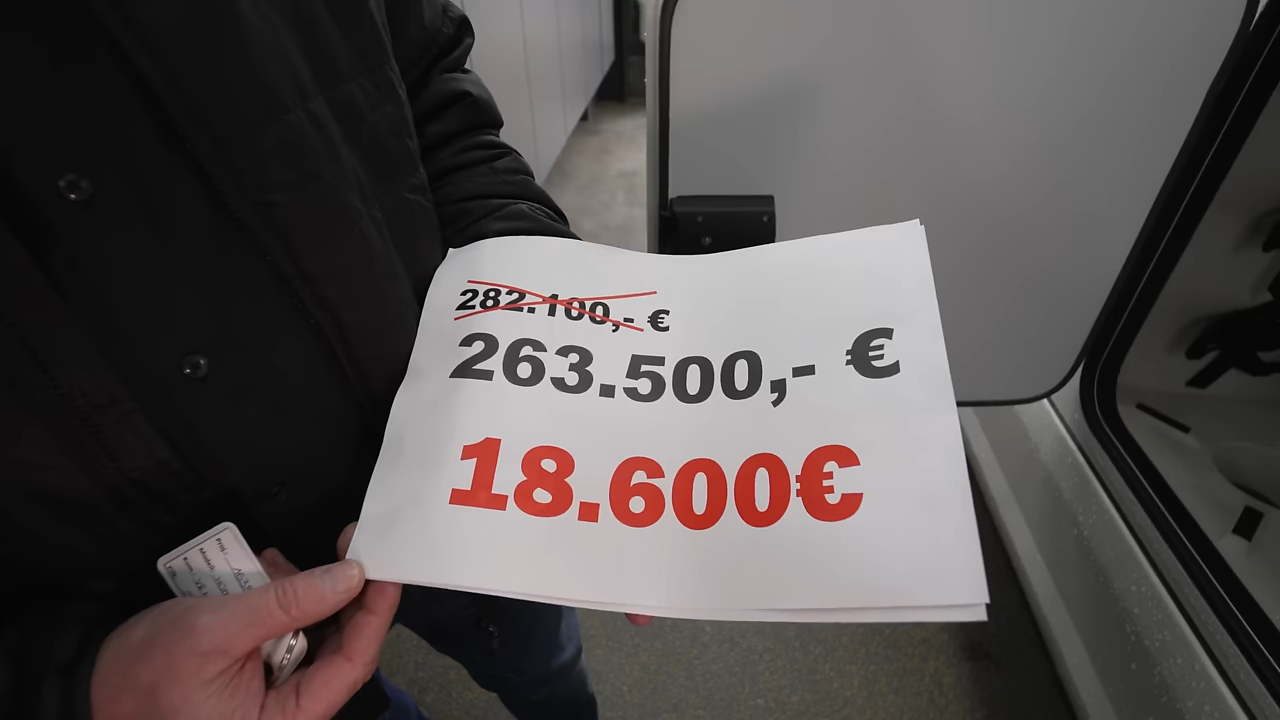 282.100,- €
263.500,- €
18.600€